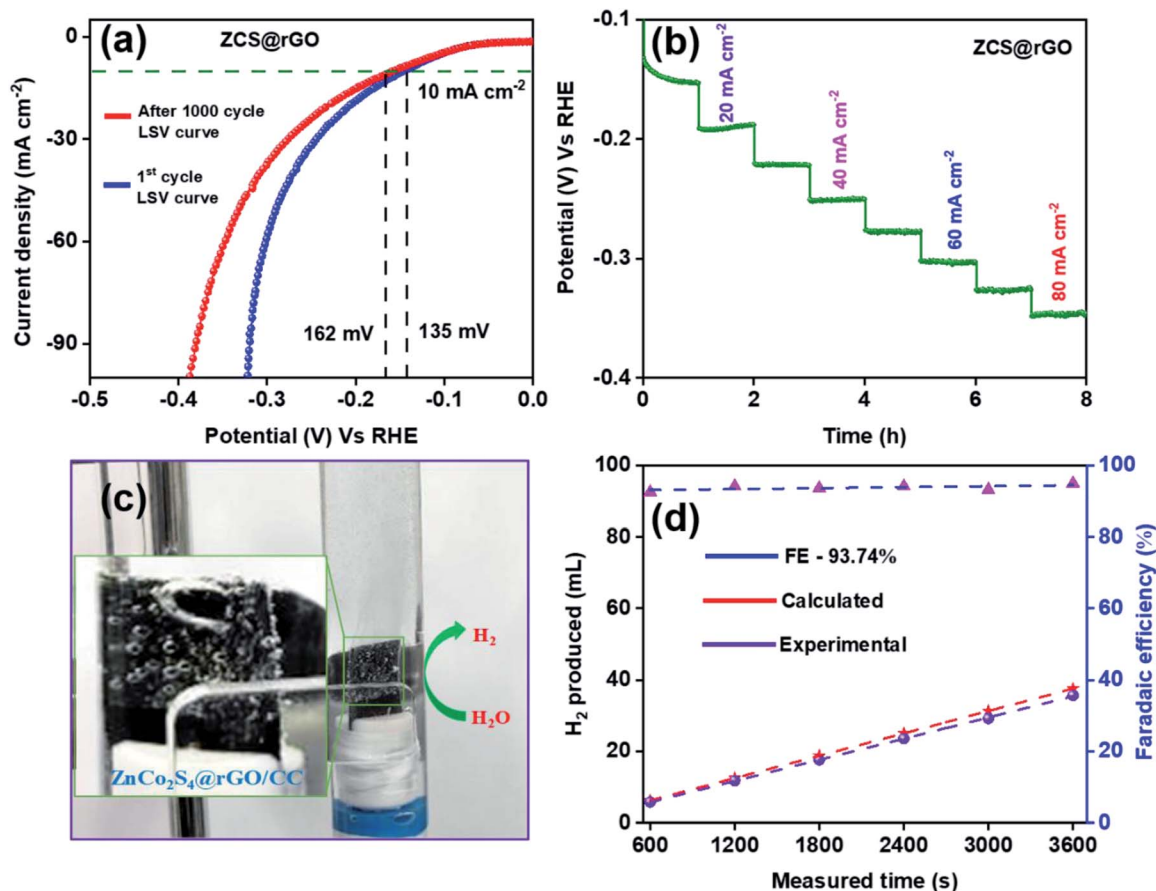 (a)
ZCS@rGO
10 mA cm⁻²
After 1000 cycle
LSV curve
1ˢᵗ cycle
LSV curve
162 mV
135 mV
0
-30
-60
-90
Current density (mA cm⁻²)
-0.5
-0.4
-0.3
-0.2
-0.1
0.0
Potential (V) Vs RHE
(b)
ZCS@rGO
20 mA cm⁻²
40 mA cm⁻²
60 mA cm⁻²
80 mA cm⁻²
-0.1
-0.2
-0.3
-0.4
Potential (V) Vs RHE
0
2
4
6
8
Time (h)
(c)
H₂
H₂O
ZnCo₂S₄@rGO/CC
(d)
FE - 93.74%
Calculated
Experimental
100
80
60
40
20
0
H₂ produced (mL)
100
80
60
40
20
0
Faradaic efficiency (%)
600
1200
1800
2400
3000
3600
Measured time (s)